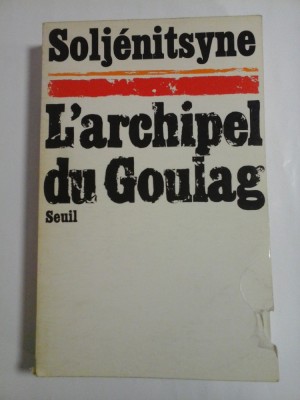 Soljénitsyne
L'archipel
du Goulag
Seuil